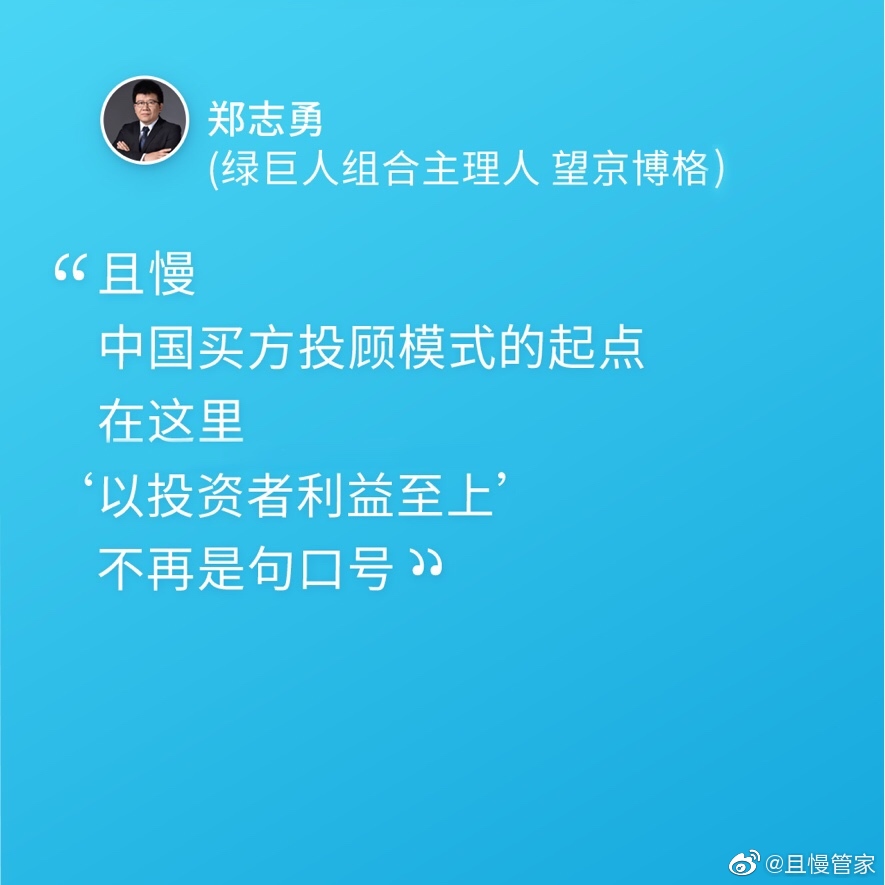 郑志勇
(绿巨人组合主理人 望京博格)
“且慢
中国买方投顾模式的起点
在这里
‘以投资者利益至上’
不再是句口号”
@且慢管家